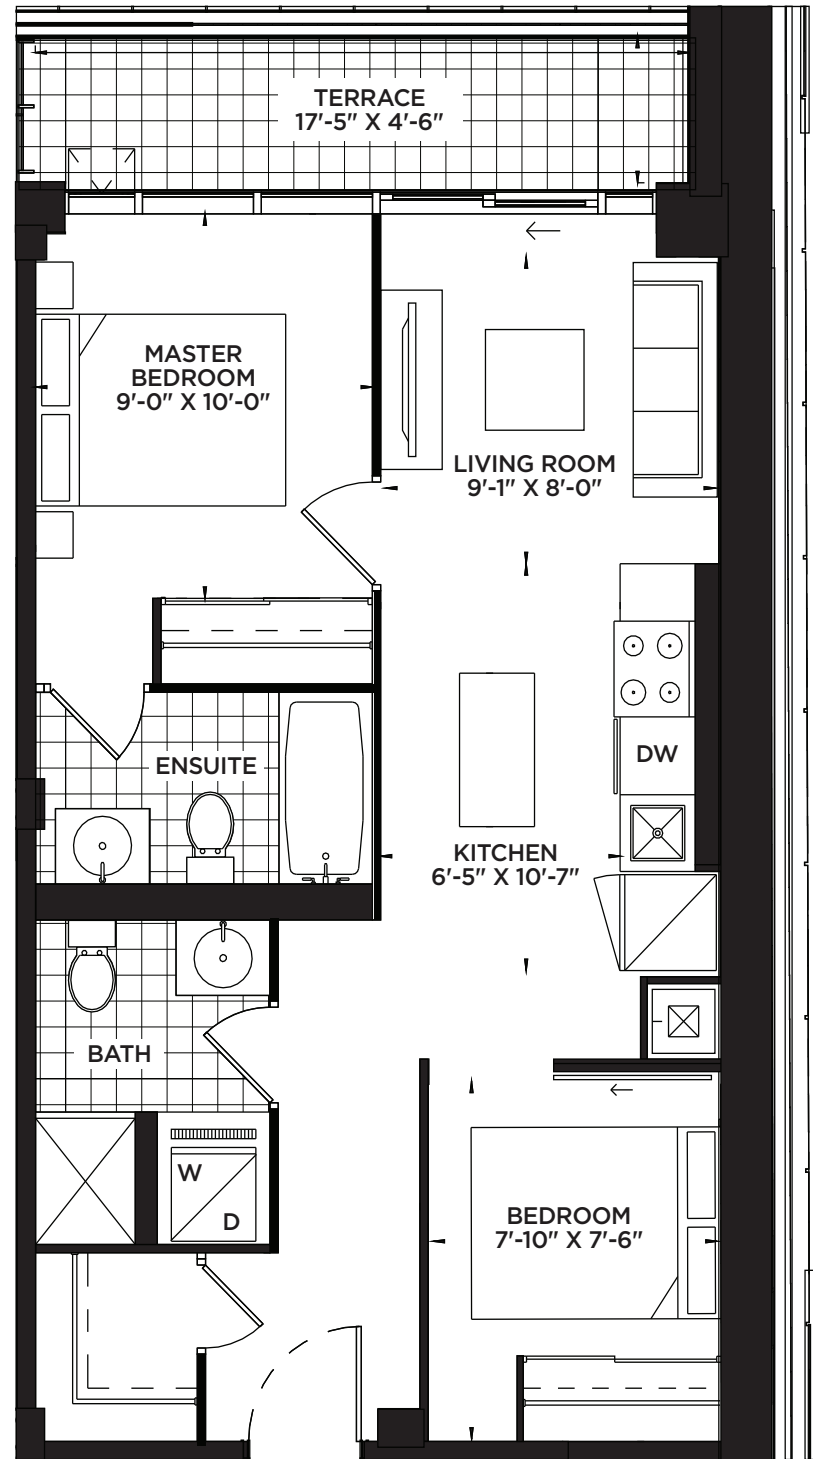 TERRACE
17'-5" X 4'-6"
MASTER
BEDROOM
9'-0" X 10'-0"
LIVING ROOM
9'-1" X 8'-0"
DW
ENSUITE
KITCHEN
6'-5" X 10'-7"
BATH
W
D
BEDROOM
7'-10" X 7'-6"